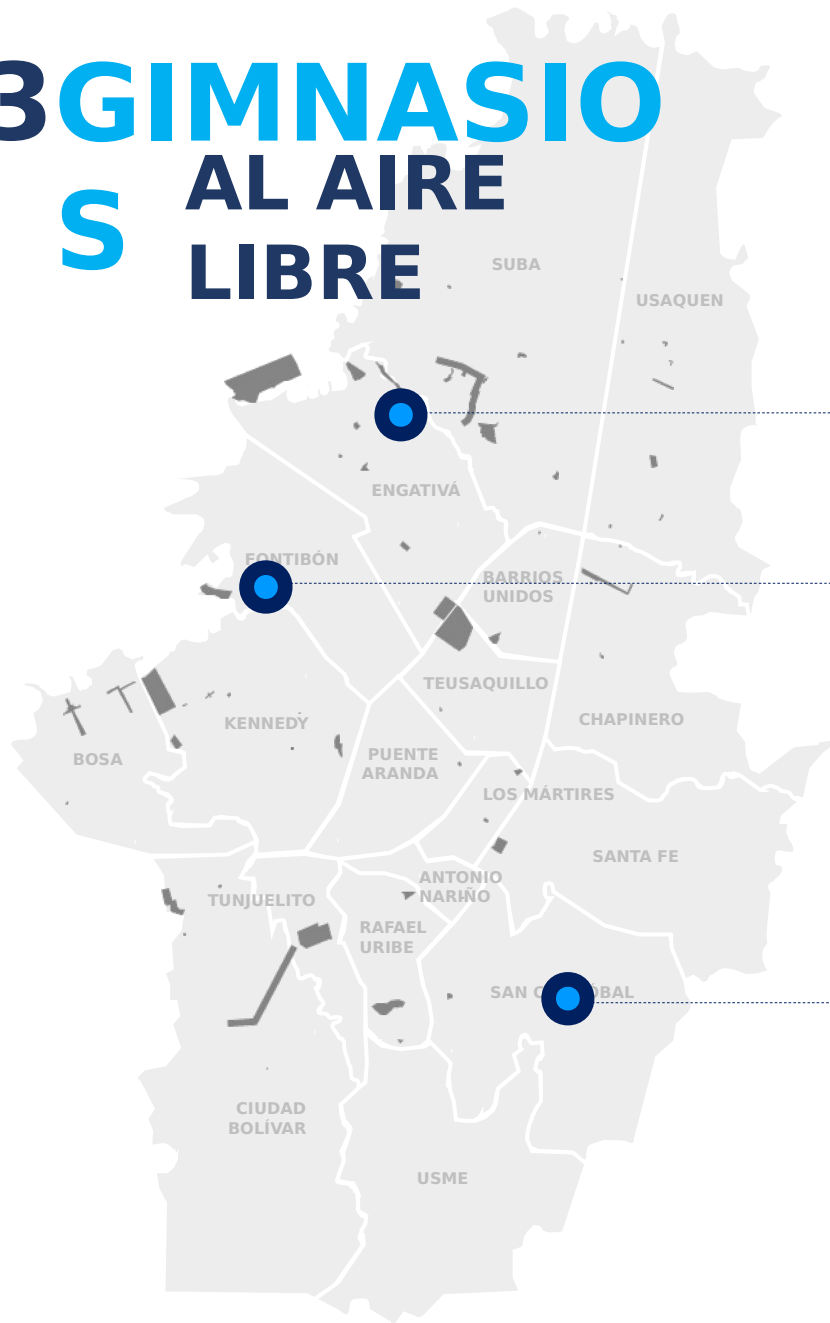 3GIMNASIO
S
AL AIRE
LIBRE
SUBA
USAQUEN
ENGATIVÁ
FONTIBÓN
BARRIOS
UNIDOS
TEUSAQUILLO
CHAPINERO
KENNEDY
BOSA
PUENTE
ARANDA
LOS MÁRTIRES
SANTA FE
ANTONIO
NARIÑO
TUNJUELITO
RAFAEL
URIBE
SAN C ÓBAL
CIUDAD
BOLÍVAR
USME